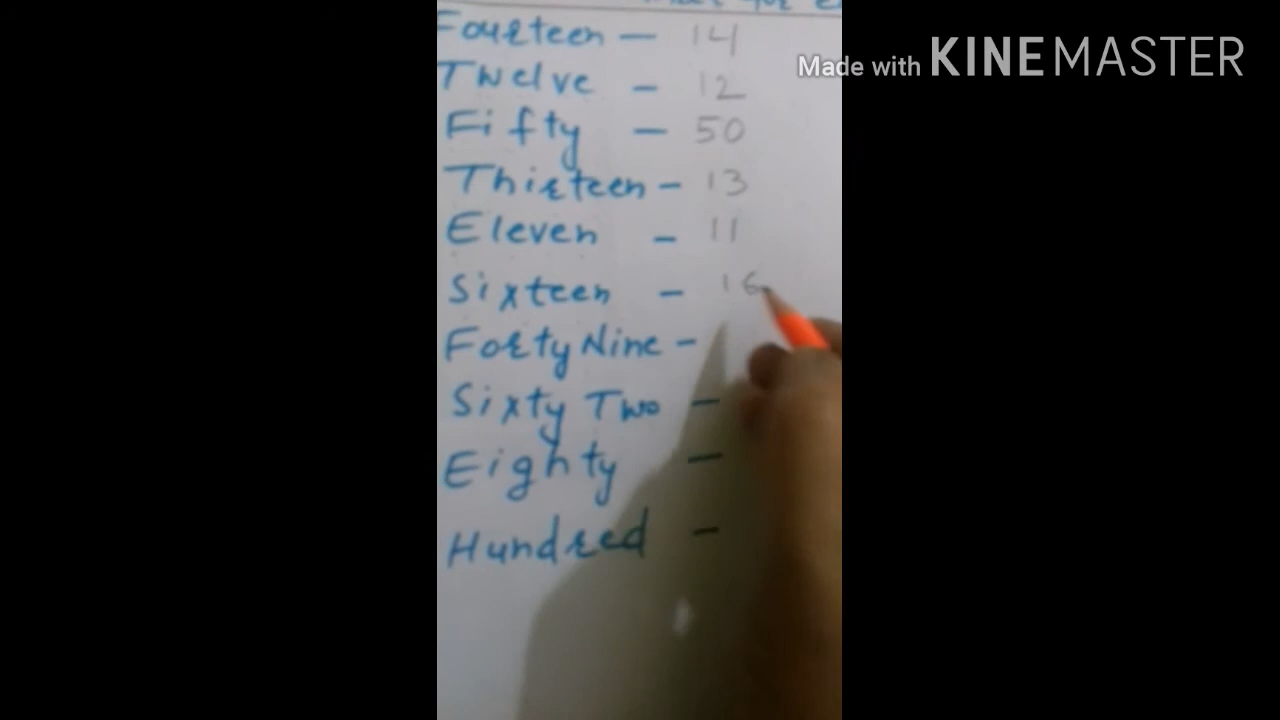 Made with KINEMASTER
Fourteen - 14
Twelve - 12
Fifty - 50
Thirteen - 13
Eleven - 11
Sixteen - 16
Forty Nine -
Sixty Two -
Eighty -
Hundred -